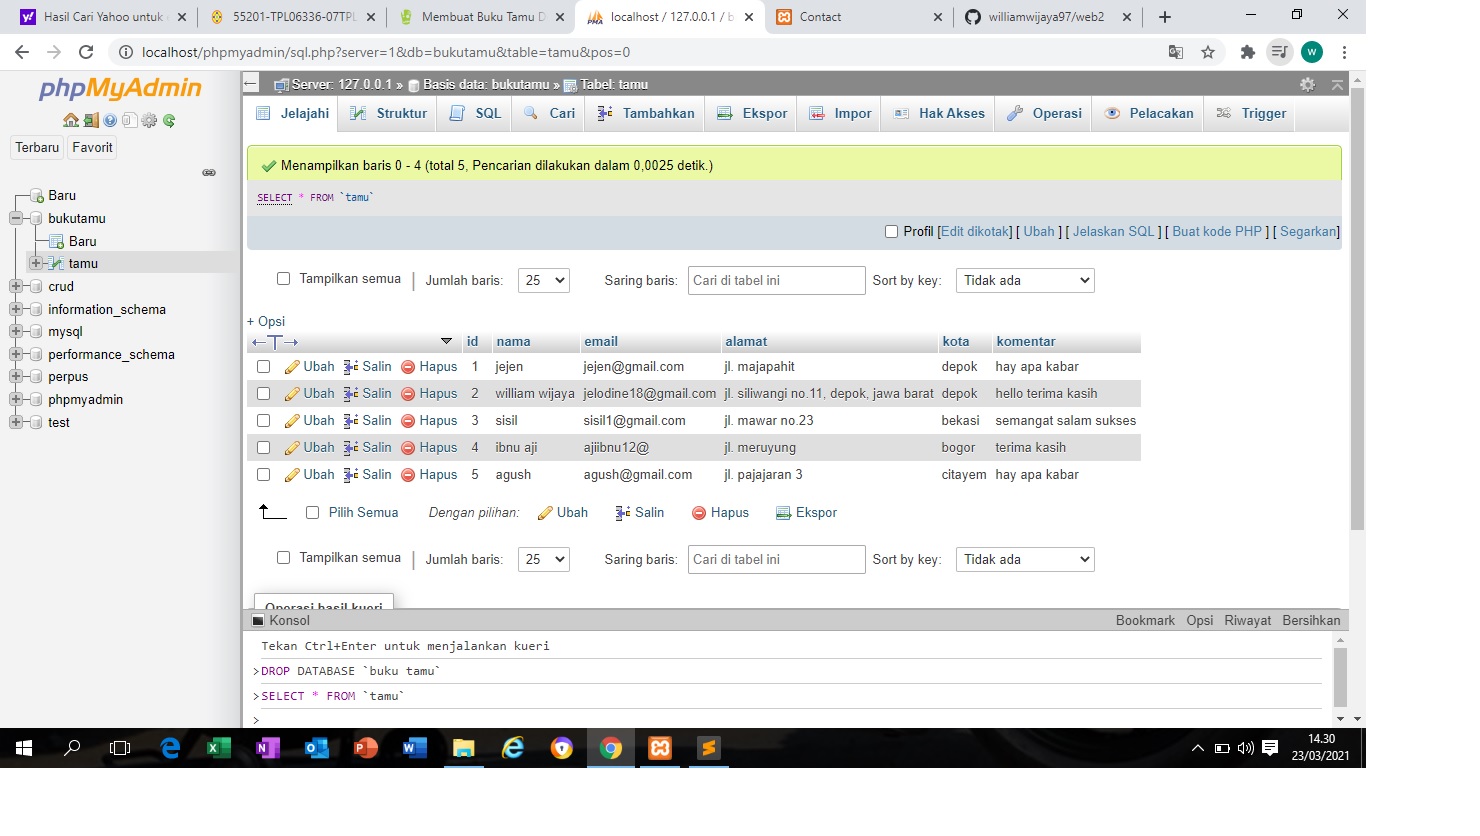 Hasil Cari Yahoo untuk
55201-TPL06336-07TPL
Membuat Buku Tamu D
localhost / 127.0.0.1 / b
Contact
williamwijaya97/web2
localhost/phpmyadmin/sql.php?server=1&db=bukutamu&table=tamu&pos=0
w
phpMyAdmin
Terbaru Favorit
Baru
bukutamu
Baru
tamu
crud
information_schema
mysql
performance_schema
perpus
phpmyadmin
test
Server: 127.0.0.1 » Basis data: bukutamu » Tabel: tamu
Jelajahi Struktur SQL Cari Tambahkan Ekspor Impor Hak Akses Operasi Pelacakan Trigger
Menampilkan baris 0 - 4 (total 5, Pencarian dilakukan dalam 0,0025 detik.)
SELECT * FROM `tamu`
Profil [Edit dikotak] [ Ubah ] [ Jelaskan SQL ] [ Buat kode PHP ] [ Segarkan]
Tampilkan semua | Jumlah baris: 25 Saring baris: Cari di tabel ini Sort by key: Tidak ada
+ Opsi
←T→ id nama email alamat kota komentar
Ubah Salin Hapus 1 jejen jejen@gmail.com jl. majapahit depok hay apa kabar
Ubah Salin Hapus 2 william wijaya jelodine18@gmail.com jl. siliwangi no.11, depok, jawa barat depok hello terima kasih
Ubah Salin Hapus 3 sisil sisil1@gmail.com jl. mawar no.23 bekasi semangat salam sukses
Ubah Salin Hapus 4 ibnu aji ajiibnu12@ jl. meruyung bogor terima kasih
Ubah Salin Hapus 5 agush agush@gmail.com jl. pajajaran 3 citayem hay apa kabar
Pilih Semua Dengan pilihan: Ubah Salin Hapus Ekspor
Tampilkan semua | Jumlah baris: 25 Saring baris: Cari di tabel ini Sort by key: Tidak ada
Operasi hasil kueri
Konsol Bookmark Opsi Riwayat Bersihkan
Tekan Ctrl+Enter untuk menjalankan kueri
>DROP DATABASE `buku tamu`
>SELECT * FROM `tamu`
>
14.30
23/03/2021